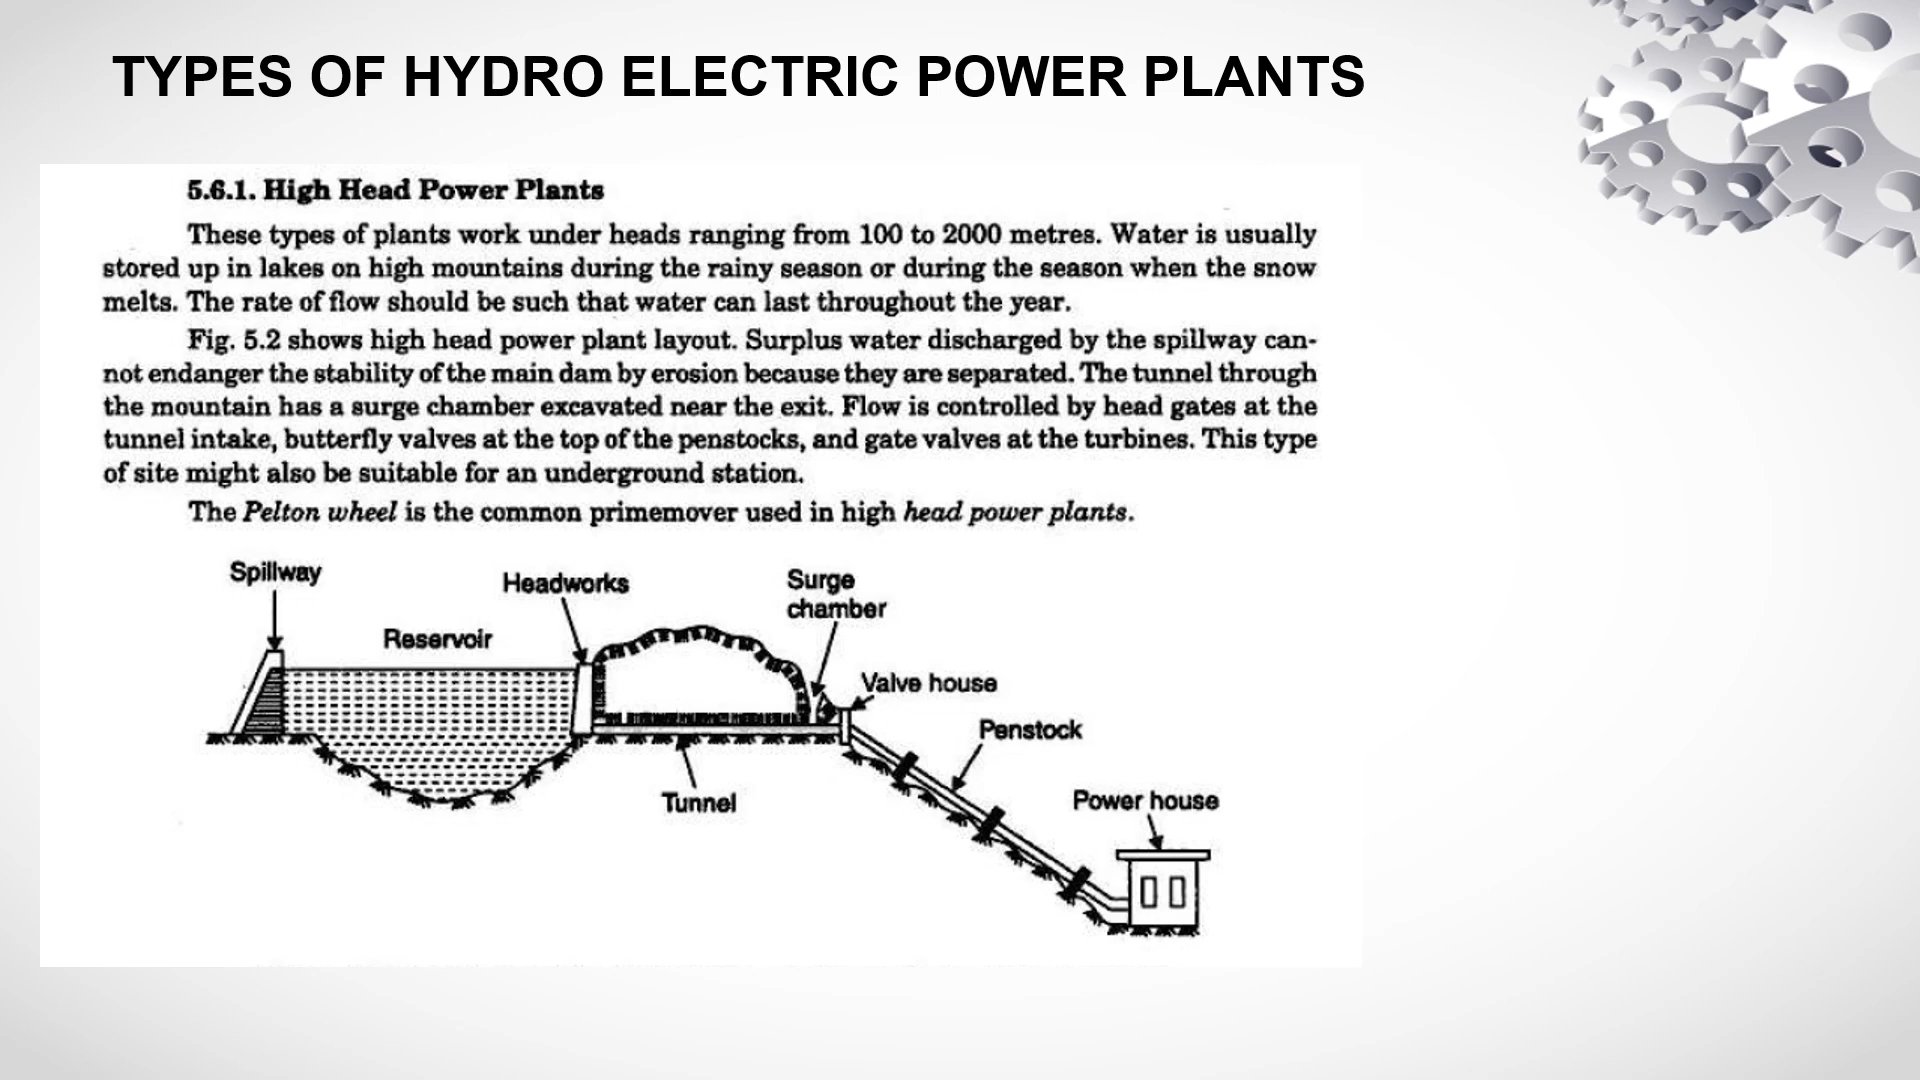 TYPES OF HYDRO ELECTRIC POWER PLANTS
5.6.1. High Head Power Plants
These types of plants work under heads ranging from 100 to 2000 metres. Water is usually
stored up in lakes on high mountains during the rainy season or during the season when the snow
melts. The rate of flow should be such that water can last throughout the year.
Fig. 5.2 shows high head power plant layout. Surplus water discharged by the spillway can-
not endanger the stability of the main dam by erosion because they are separated. The tunnel through
the mountain has a surge chamber excavated near the exit. Flow is controlled by head gates at the
tunnel intake, butterfly valves at the top of the penstocks, and gate valves at the turbines. This type
of site might also be suitable for an underground station.
The Pelton wheel is the common primemover used in high head power plants.
Spillway
Headworks
Surge
chamber
Reservoir
Valve house
Penstock
Tunnel
Power house